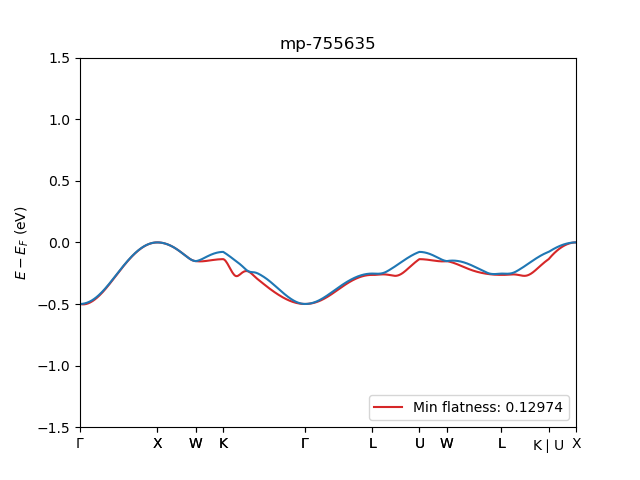 mp-755635
1.5
1.0
0.5
0.0
−0.5
−1.0
−1.5
E − E_F (eV)
Min flatness: 0.12974
Γ X W K Γ L U W L K | U X